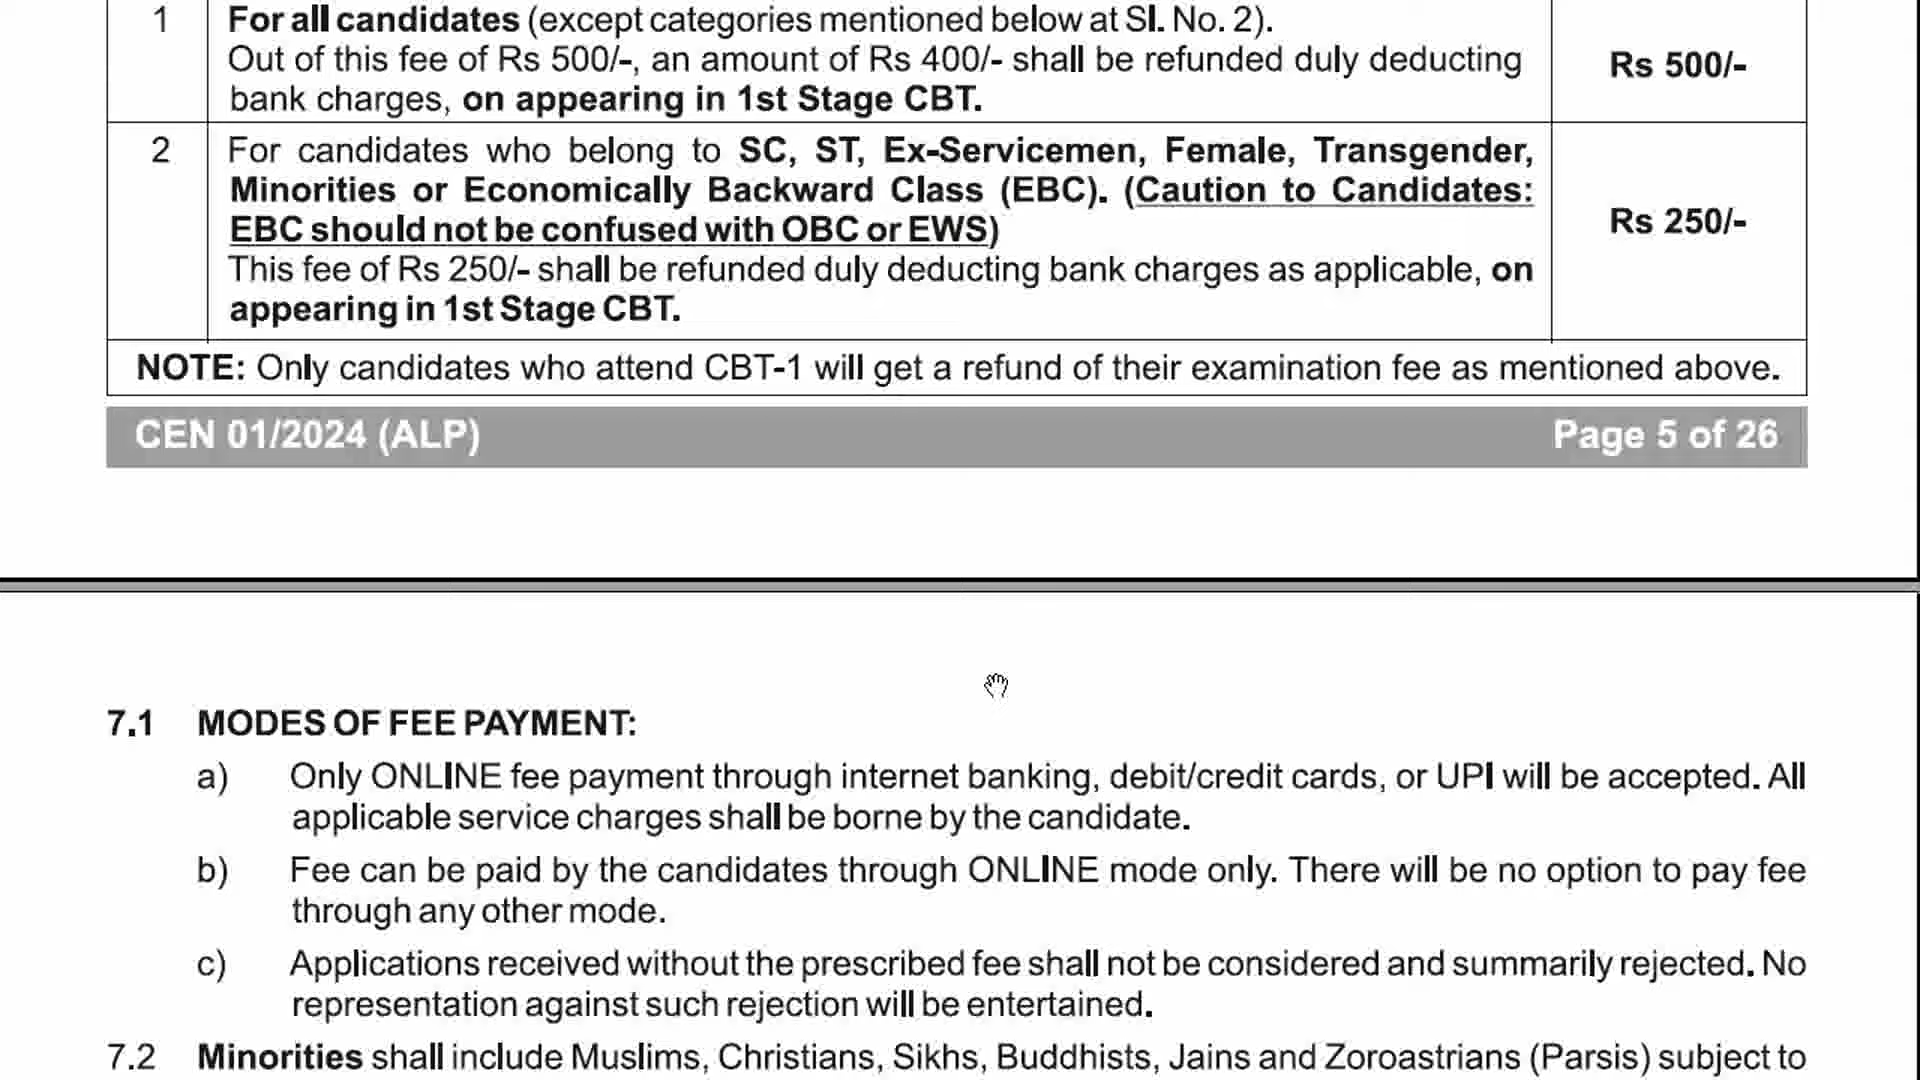 1 For all candidates (except categories mentioned below at Sl. No. 2).
Out of this fee of Rs 500/-, an amount of Rs 400/- shall be refunded duly deducting
bank charges, on appearing in 1st Stage CBT.
Rs 500/-
2 For candidates who belong to SC, ST, Ex-Servicemen, Female, Transgender,
Minorities or Economically Backward Class (EBC). (Caution to Candidates:
EBC should not be confused with OBC or EWS)
This fee of Rs 250/- shall be refunded duly deducting bank charges as applicable, on
appearing in 1st Stage CBT.
Rs 250/-
NOTE: Only candidates who attend CBT-1 will get a refund of their examination fee as mentioned above.
CEN 01/2024 (ALP) Page 5 of 26
7.1 MODES OF FEE PAYMENT:
a) Only ONLINE fee payment through internet banking, debit/credit cards, or UPI will be accepted. All
applicable service charges shall be borne by the candidate.
b) Fee can be paid by the candidates through ONLINE mode only. There will be no option to pay fee
through any other mode.
c) Applications received without the prescribed fee shall not be considered and summarily rejected. No
representation against such rejection will be entertained.
7.2 Minorities shall include Muslims, Christians, Sikhs, Buddhists, Jains and Zoroastrians (Parsis) subject to